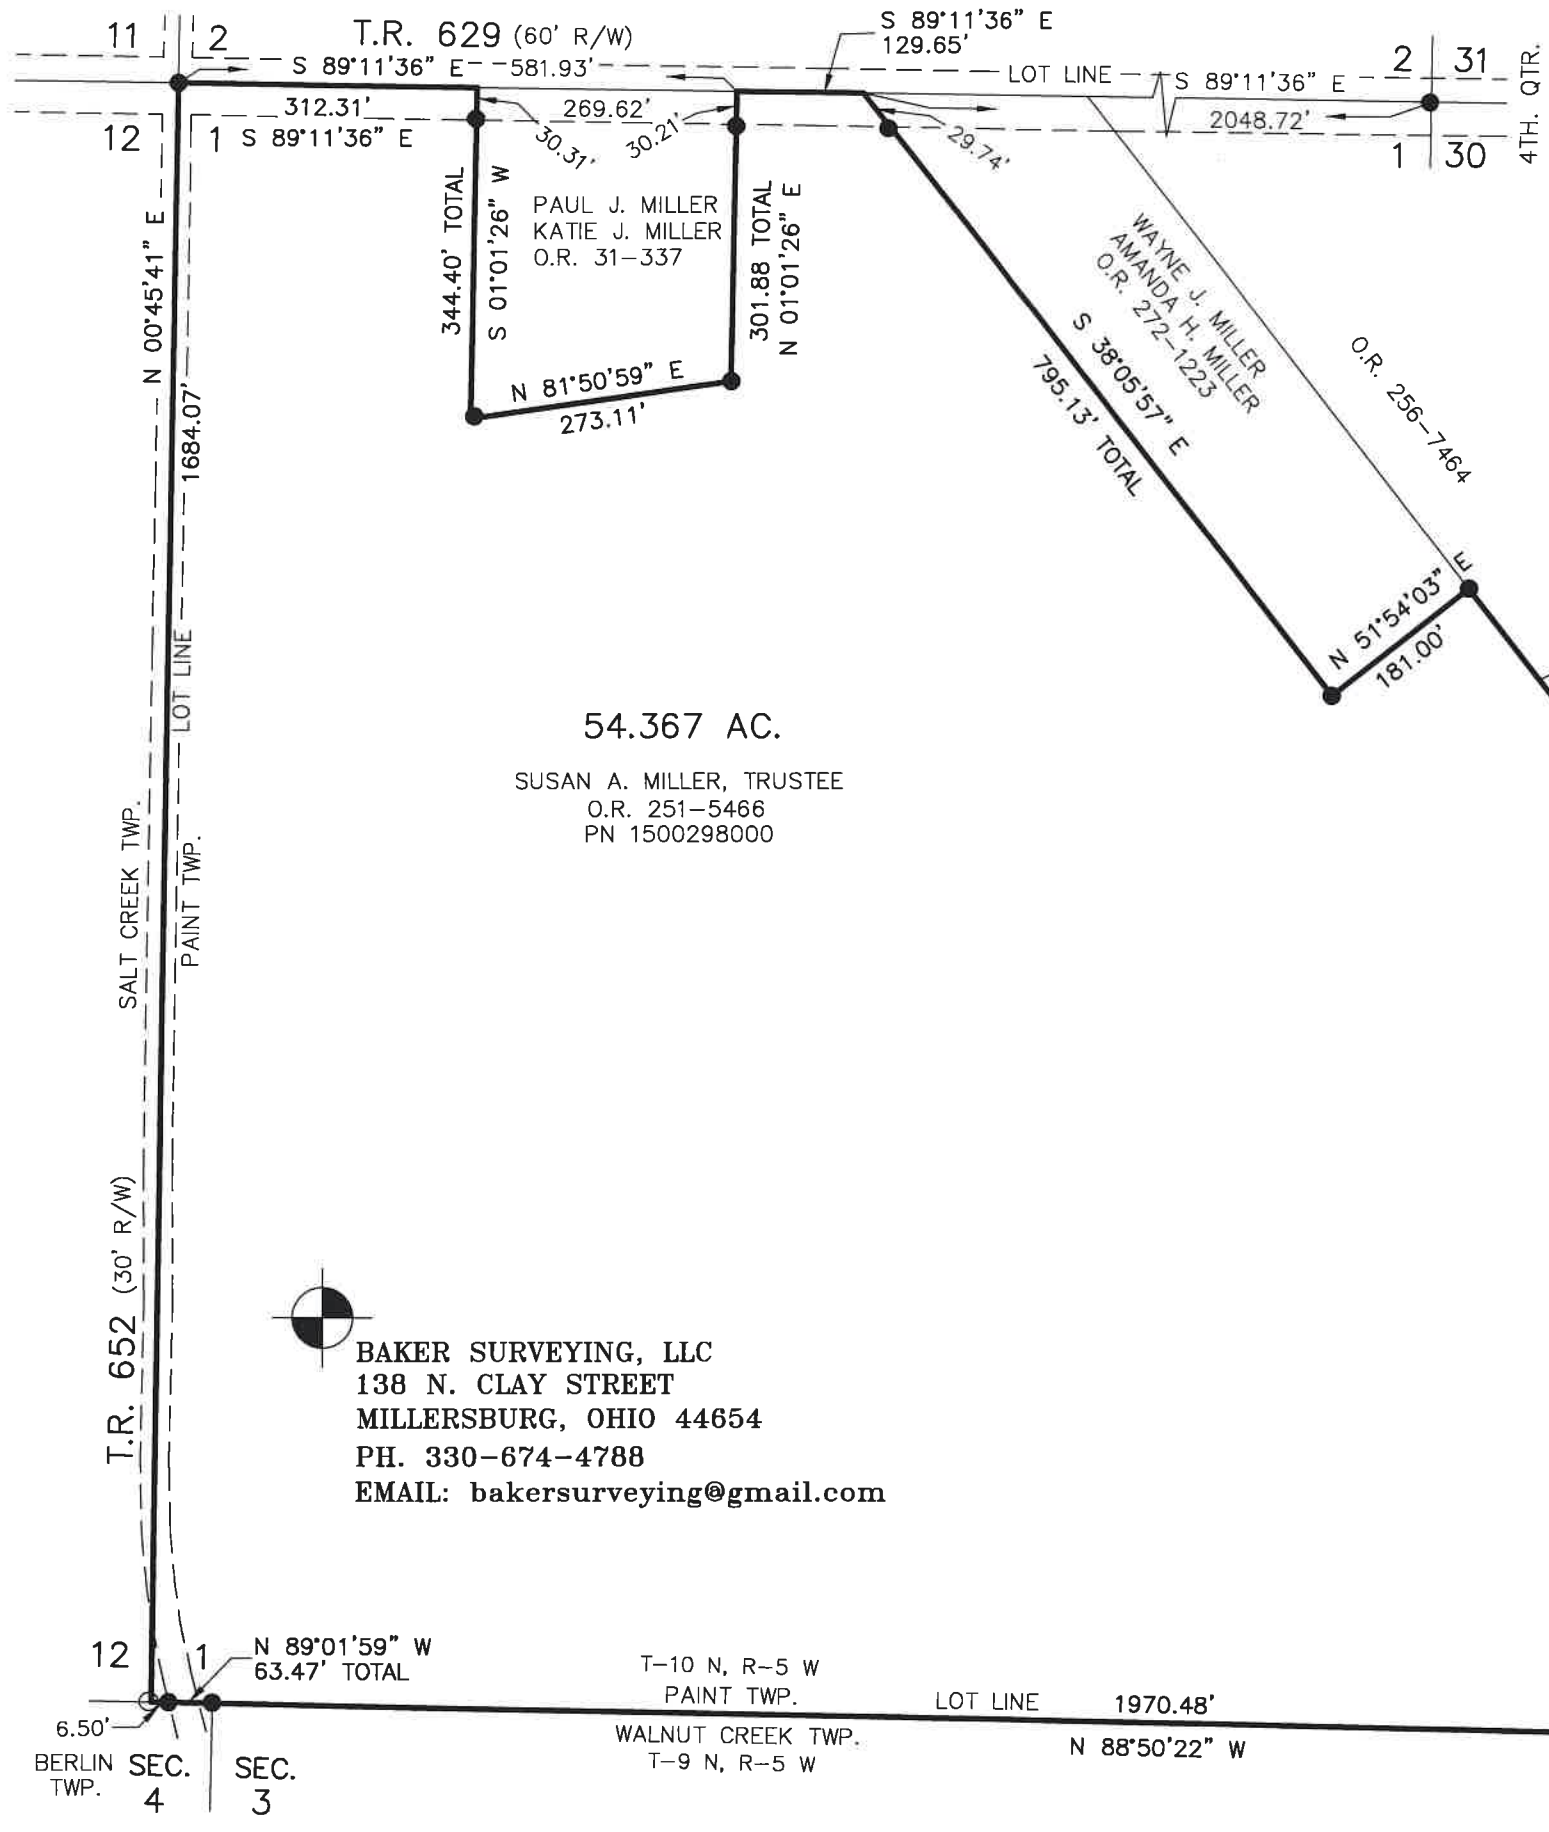 11
2
T.R. 629 (60' R/W)
S 89°11'36" E
129.65'
S 89°11'36" E
581.93'
LOT LINE
S 89°11'36" E
2
31
4TH. QTR.
312.31'
269.62'
2048.72'
12
1
S 89°11'36" E
30.31'
30.21'
29.74'
1
30
N 00°45'41" E
1684.07'
344.40' TOTAL
S 01°01'26" W
PAUL J. MILLER
KATIE J. MILLER
O.R. 31-337
301.88 TOTAL
N 01°01'26" E
N 81°50'59" E
273.11'
WAYNE J. MILLER
AMANDA H. MILLER
O.R. 272-1223
S 38°05'57" E
795.13' TOTAL
O.R. 256-7464
N 51°54'03" E
181.00'
LOT LINE
54.367 AC.
SUSAN A. MILLER, TRUSTEE
O.R. 251-5466
PN 1500298000
SALT CREEK TWP.
PAINT TWP.
T.R. 652 (30' R/W)
BAKER SURVEYING, LLC
138 N. CLAY STREET
MILLERSBURG, OHIO 44654
PH. 330-674-4788
EMAIL: bakersurveying@gmail.com
12
1
N 89°01'59" W
63.47' TOTAL
T-10 N, R-5 W
PAINT TWP.
LOT LINE
1970.48'
6.50'
WALNUT CREEK TWP.
T-9 N, R-5 W
N 88°50'22" W
BERLIN
TWP.
SEC.
4
SEC.
3